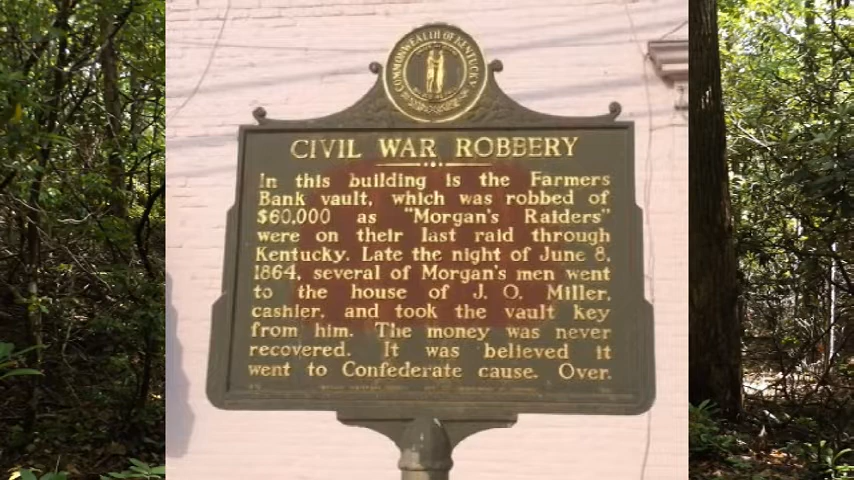 COMMONWEALTH OF KENTUCKY
CIVIL WAR ROBBERY
In this building is the Farmers
Bank vault, which was robbed of
$60,000 as "Morgan's Raiders"
were on their last raid through
Kentucky. Late the night of June 8,
1864, several of Morgan's men went
to the house of J. O. Miller,
cashier, and took the vault key
from him. The money was never
recovered. It was believed it
went to Confederate cause. Over.